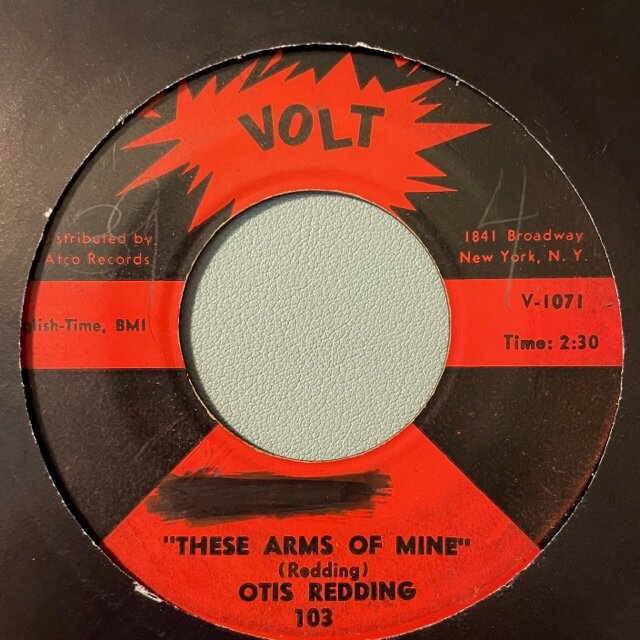 VOLT
istributed by
Atco Records
1841 Broadway
New York, N. Y.
lish-Time, BMI
V-1071
Time: 2:30
"THESE ARMS OF MINE"
(Redding)
OTIS REDDING
103